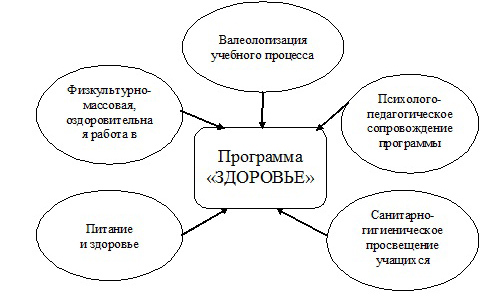 Валеологизация
учебного процесса
Физкультурно-
массовая,
оздоровительна
я работа в
Психолого-
педагогическое
сопровождение
программы
Программа
«ЗДОРОВЬЕ»
Питание
и здоровье
Санитарно-
гигиеническое
просвещение
учащихся